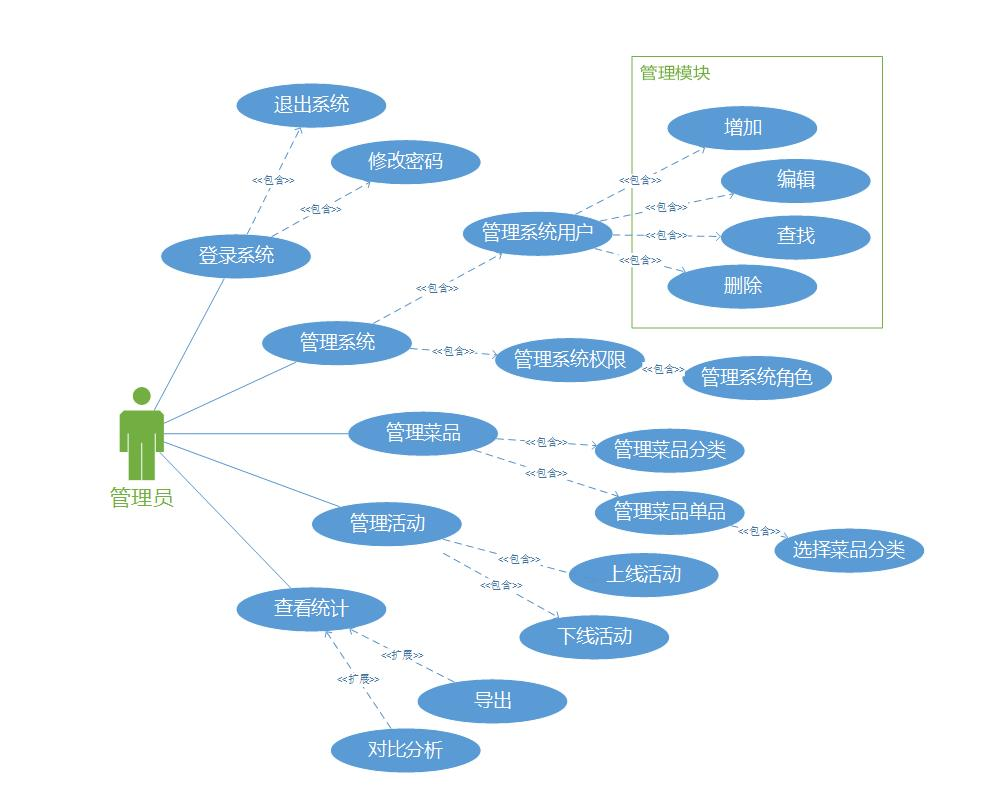 管理模块
退出系统
增加
修改密码
<<包含>>
<<包含>>
编辑
<<包含>>
<<包含>>
管理系统用户
<<包含>>
查找
登录系统
<<包含>>
删除
<<包含>>
管理系统
<<包含>>
管理系统权限
<<包含>>
管理系统角色
管理菜品
<<包含>>
管理菜品分类
<<包含>>
管理员
管理菜品单品
管理活动
<<包含>>
选择菜品分类
<<包含>>
上线活动
<<包含>>
查看统计
下线活动
<<扩展>>
<<扩展>>
导出
对比分析